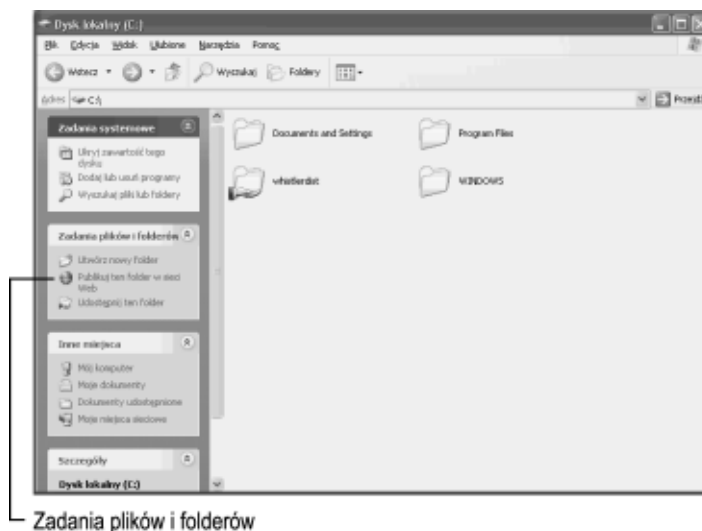 Dysk lokalny (C:)
Plik Edycja Widok Ulubione Narzędzia Pomoc
Wstecz Wyszukaj Foldery
Adres C:\ Przejdź
Zadania systemowe
Ukryj zawartość tego
dysku
Dodaj lub usuń programy
Wyszukaj pliki lub foldery
Zadania plików i folderów
Utwórz nowy folder
Publikuj ten folder w sieci
Web
Udostępnij ten folder
Inne miejsca
Mój komputer
Moje dokumenty
Dokumenty udostępnione
Moje miejsca sieciowe
Szczegóły
Dysk lokalny (C:)
Documents and Settings
Program Files
whistlerdist
WINDOWS
Zadania plików i folderów